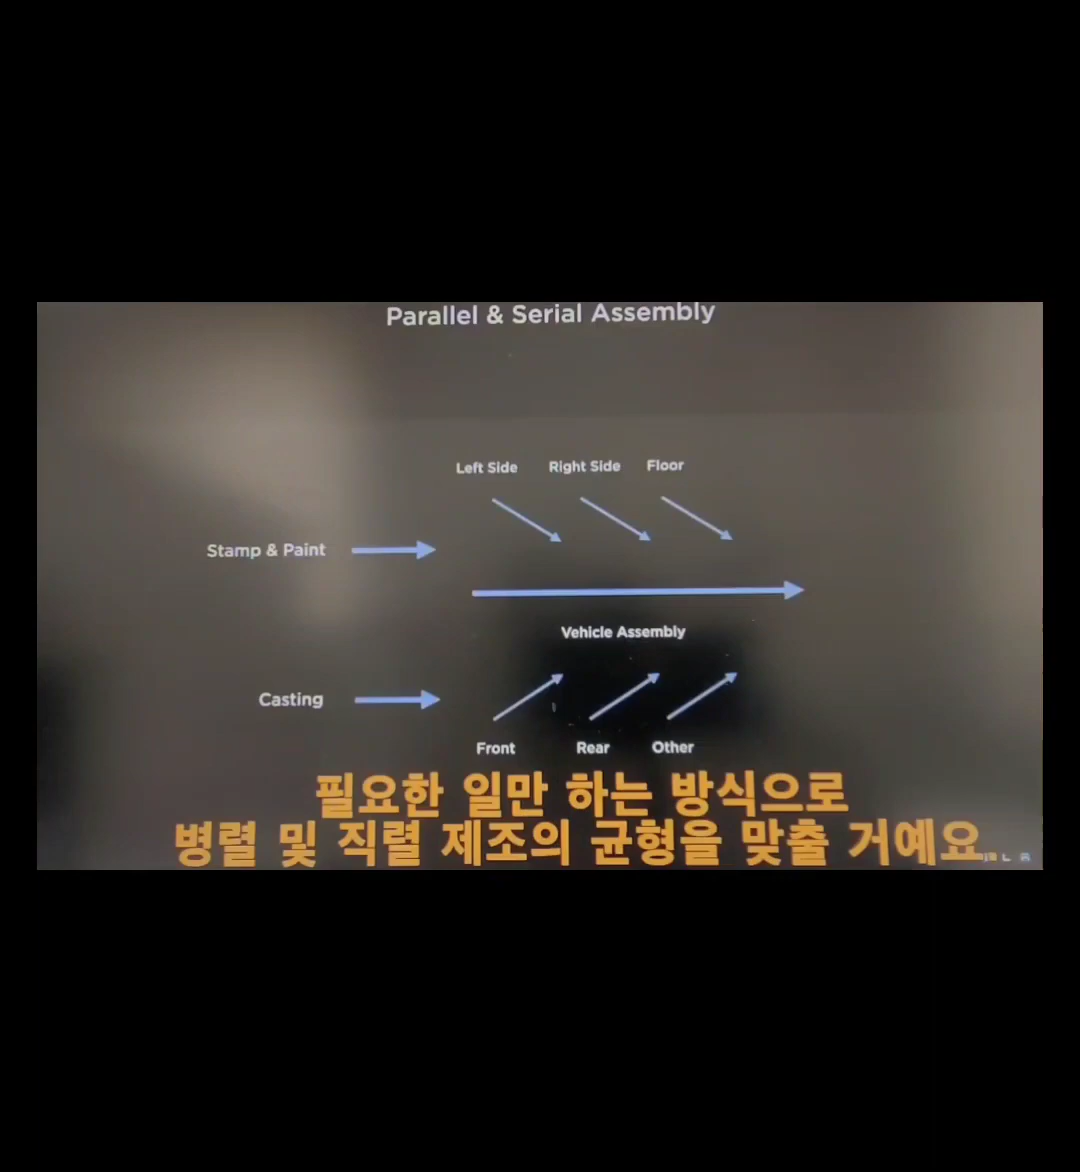 Parallel & Serial Assembly
Left Side
Right Side
Floor
Stamp & Paint
Vehicle Assembly
Casting
Front
Rear
Other
필요한 일만 하는 방식으로
병렬 및 직렬 제조의 균형을 맞출 거예요